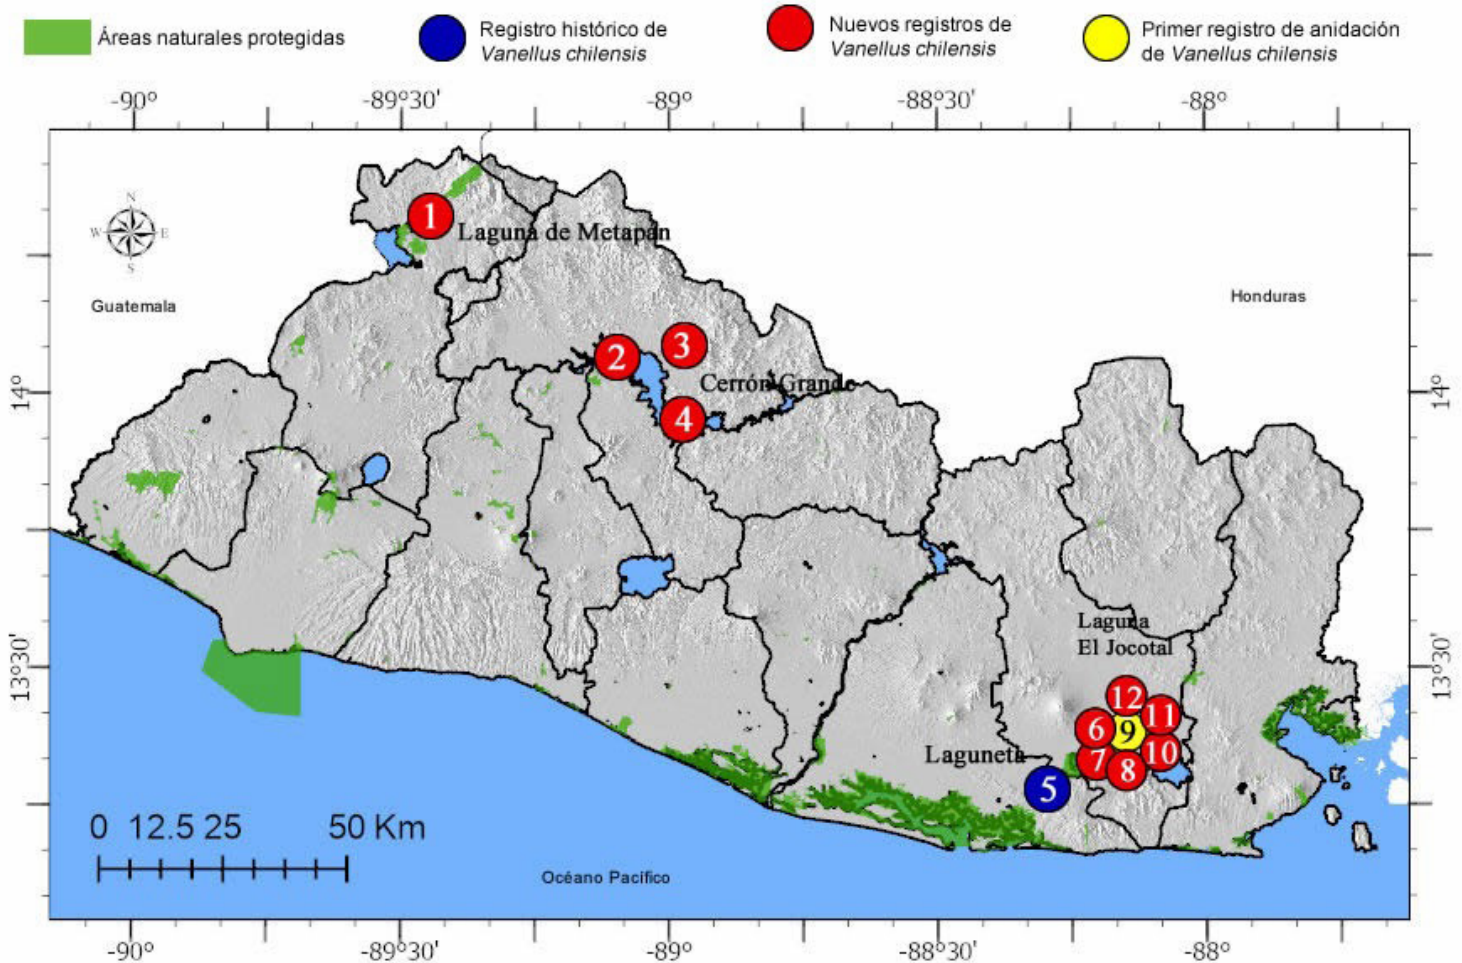 Áreas naturales protegidas
Registro histórico de
Vanellus chilensis
Nuevos registros de
Vanellus chilensis
Primer registro de anidación
de Vanellus chilensis
-90° -89°30' -89° -88°30' -88°
N
W E
S
1
Laguna de Metapán
Guatemala
Honduras
2
3
Cerrón Grande
4
14° 14°
13°30' 13°30'
Laguna
El Jocotal
12
11
6
9
10
7
8
Laguneta
5
0 12.5 25 50 Km
Océano Pacífico
-90° -89°30' -89° -88°30' -88°